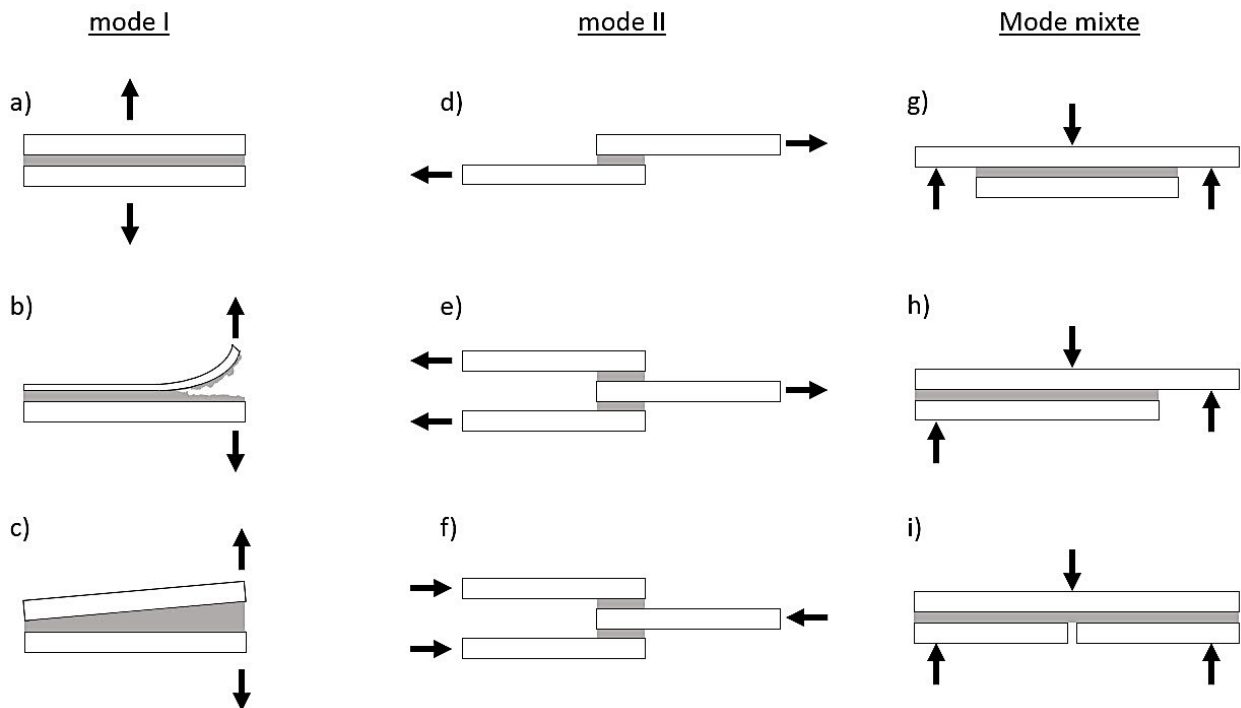 mode I
mode II
Mode mixte
a)
d)
g)
b)
e)
h)
c)
f)
i)